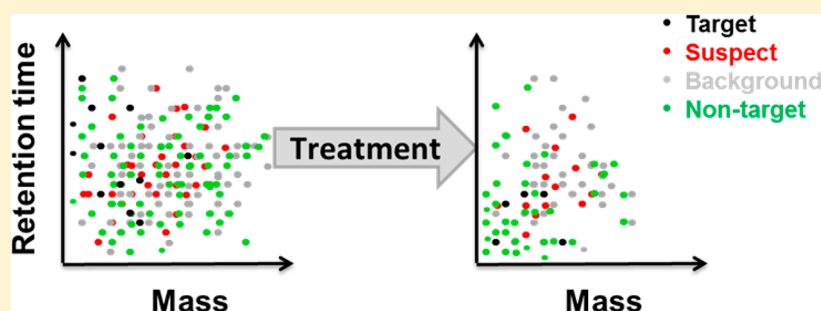 Retention time
Mass
Treatment
Mass
• Target
• Suspect
• Background
• Non-target